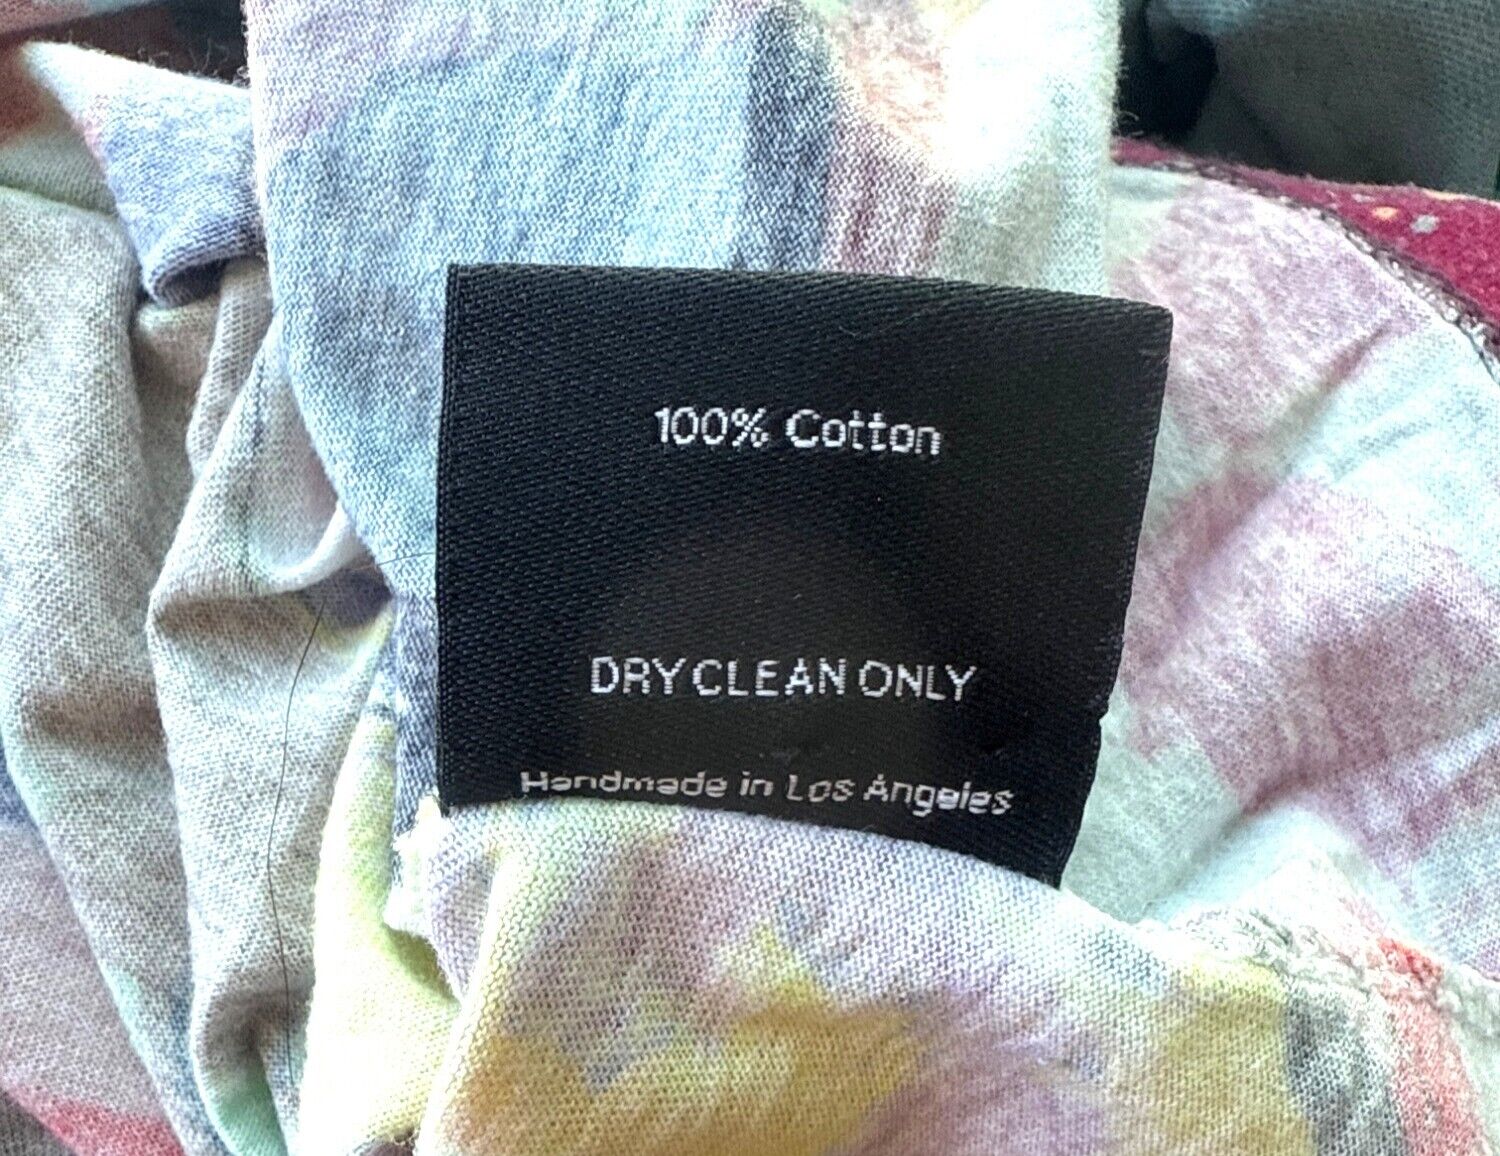 100% Cotton
DRY CLEAN ONLY
Handmade in Los Angeles